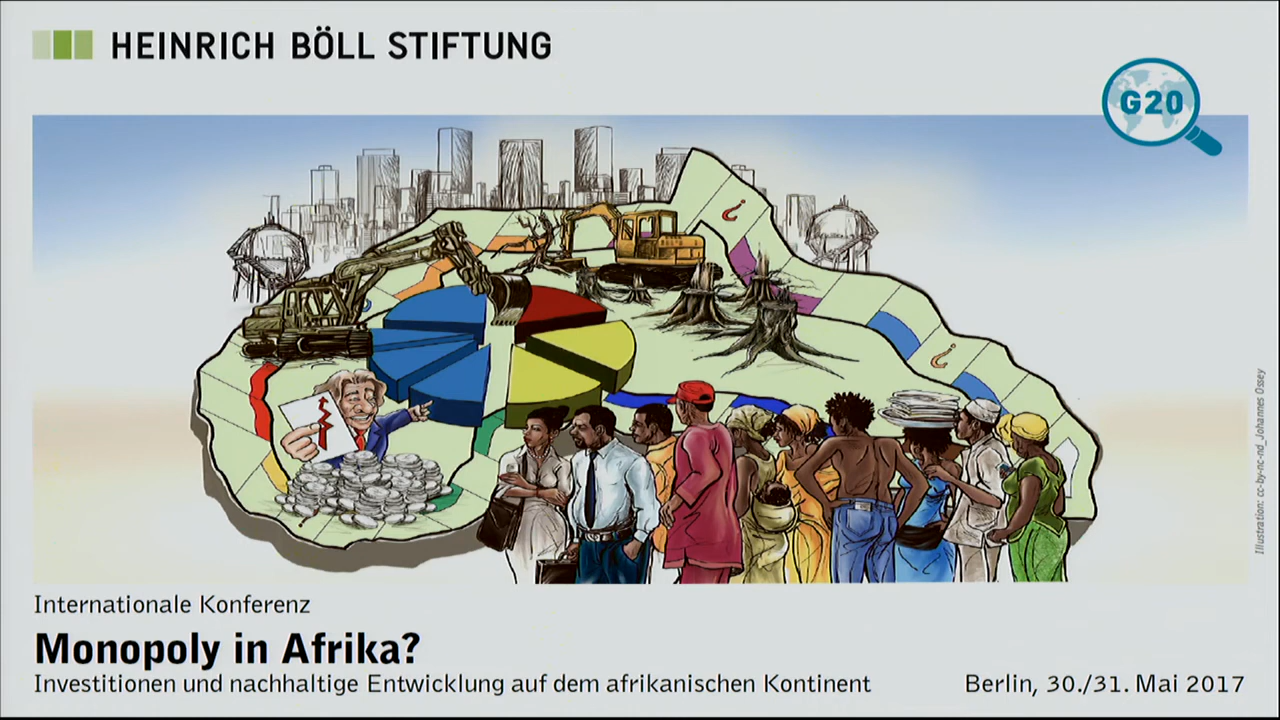 HEINRICH BÖLL STIFTUNG
G20
¿
¿
Illustration: cc-by-nc-nd_Johannes Ossey
Internationale Konferenz
Monopoly in Afrika?
Investitionen und nachhaltige Entwicklung auf dem afrikanischen Kontinent
Berlin, 30./31. Mai 2017